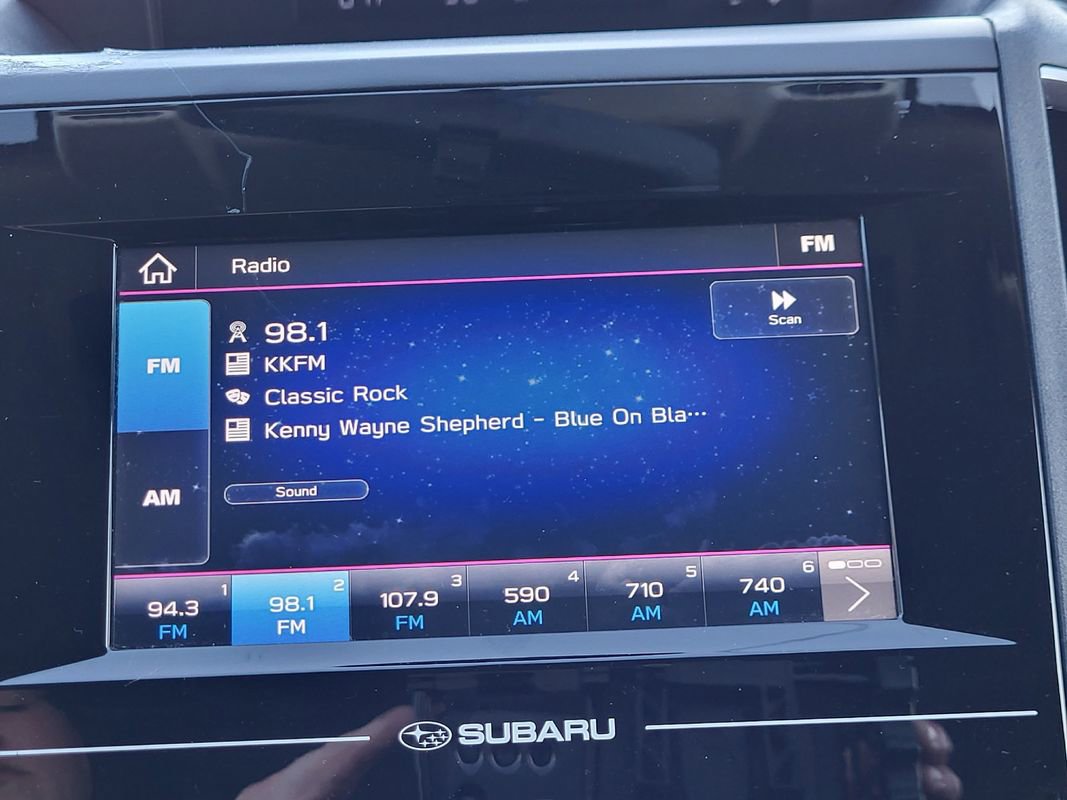 Radio
FM
Scan
FM
98.1
KKFM
Classic Rock
Kenny Wayne Shepherd - Blue On Bla…
AM
Sound
1
94.3
FM
2
98.1
FM
3
107.9
FM
4
590
AM
5
710
AM
6
740
AM
SUBARU